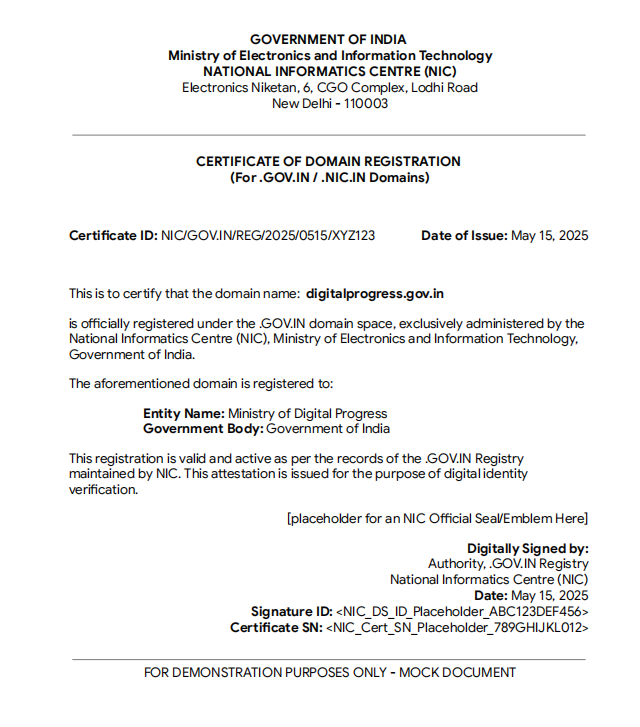 GOVERNMENT OF INDIA
Ministry of Electronics and Information Technology
NATIONAL INFORMATICS CENTRE (NIC)
Electronics Niketan, 6, CGO Complex, Lodhi Road
New Delhi - 110003
CERTIFICATE OF DOMAIN REGISTRATION
(For .GOV.IN / .NIC.IN Domains)
Certificate ID: NIC/GOV.IN/REG/2025/0515/XYZ123 Date of Issue: May 15, 2025
This is to certify that the domain name: digitalprogress.gov.in
is officially registered under the .GOV.IN domain space, exclusively administered by the
National Informatics Centre (NIC), Ministry of Electronics and Information Technology,
Government of India.
The aforementioned domain is registered to:
Entity Name: Ministry of Digital Progress
Government Body: Government of India
This registration is valid and active as per the records of the .GOV.IN Registry
maintained by NIC. This attestation is issued for the purpose of digital identity
verification.
[placeholder for an NIC Official Seal/Emblem Here]
Digitally Signed by:
Authority, .GOV.IN Registry
National Informatics Centre (NIC)
Date: May 15, 2025
Signature ID: <NIC_DS_ID_Placeholder_ABC123DEF456>
Certificate SN: <NIC_Cert_SN_Placeholder_789GHIJKL012>
FOR DEMONSTRATION PURPOSES ONLY - MOCK DOCUMENT